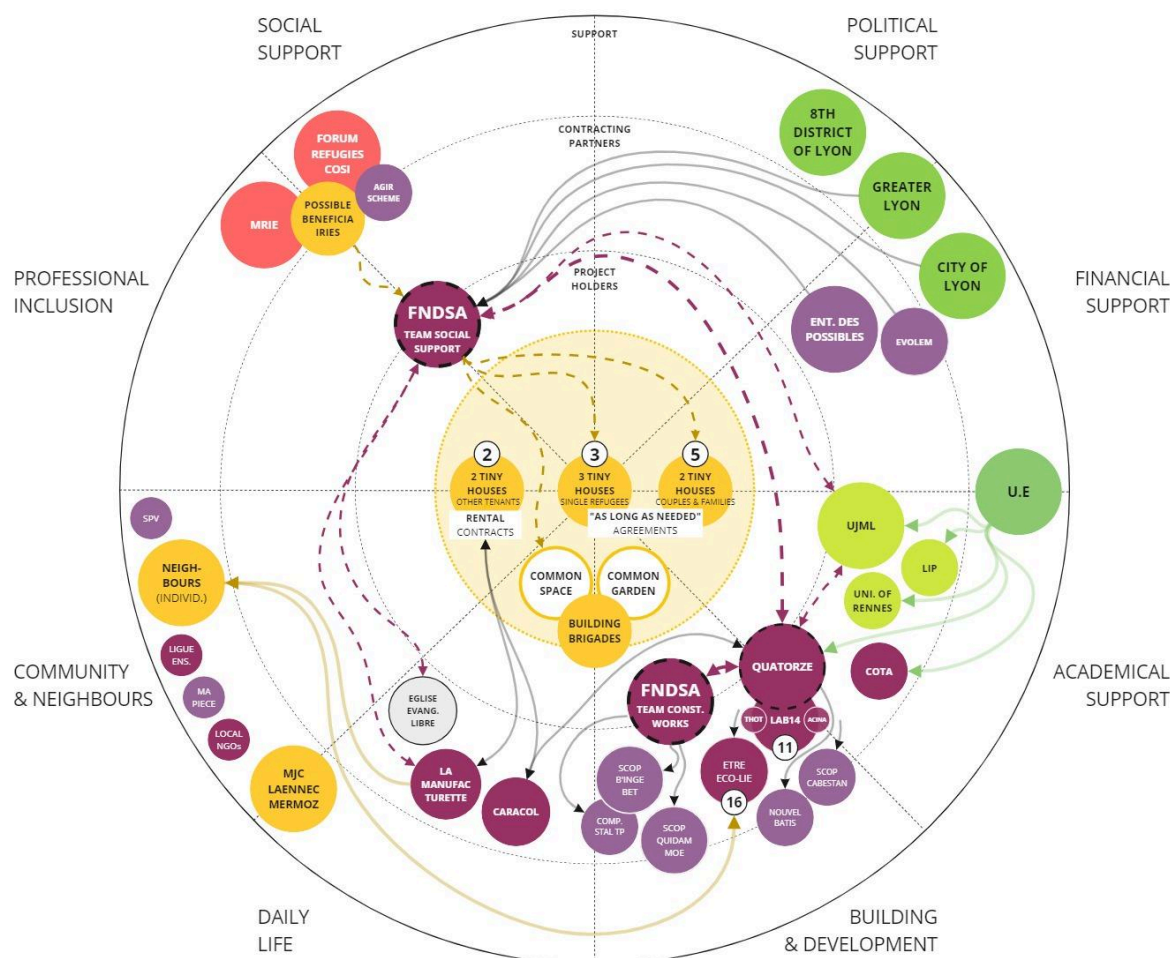 SOCIAL
SUPPORT
SUPPORT
POLITICAL
SUPPORT
CONTRACTING
PARTNERS
8TH
DISTRICT
OF LYON
FORUM
REFUGIES
COSI
AGIR
SCHEME
POSSIBLE
BENEFICIA
IRIES
MRIE
GREATER
LYON
CITY OF
LYON
PROFESSIONAL
INCLUSION
PROJECT
HOLDERS
FINANCIAL
SUPPORT
FNDSA
TEAM SOCIAL
SUPPORT
ENT. DES
POSSIBLES
EVOLEM
2
2 TINY
HOUSES
OTHER TENANTS
RENTAL
CONTRACTS
3
3 TINY
HOUSES
SINGLE REFUGEES
5
2 TINY
HOUSES
COUPLES & FAMILIES
"AS LONG AS NEEDED"
AGREEMENTS
U.E
SPV
UJML
LIP
UNI. OF
RENNES
NEIGH-
BOURS
(INDIVID.)
COMMON
SPACE
COMMON
GARDEN
BUILDING
BRIGADES
LIGUE
ENS.
COMMUNITY
& NEIGHBOURS
MA
PIECE
LOCAL
NGOs
EGLISE
EVANG.
LIBRE
FNDSA
TEAM CONST.
WORKS
QUATORZE
COTA
ACADEMICAL
SUPPORT
THOT
LAB14
ACINA
11
MJC
LAENNEC
MERMOZ
LA
MANUFAC
TURETTE
CARACOL
SCOP
B'INGE
BET
ETRE
ECO-LIE
16
SCOP
CABESTAN
COMP.
STAL TP
SCOP
QUIDAM
MOE
NOUVEL
BATIS
DAILY
LIFE
BUILDING
& DEVELOPMENT